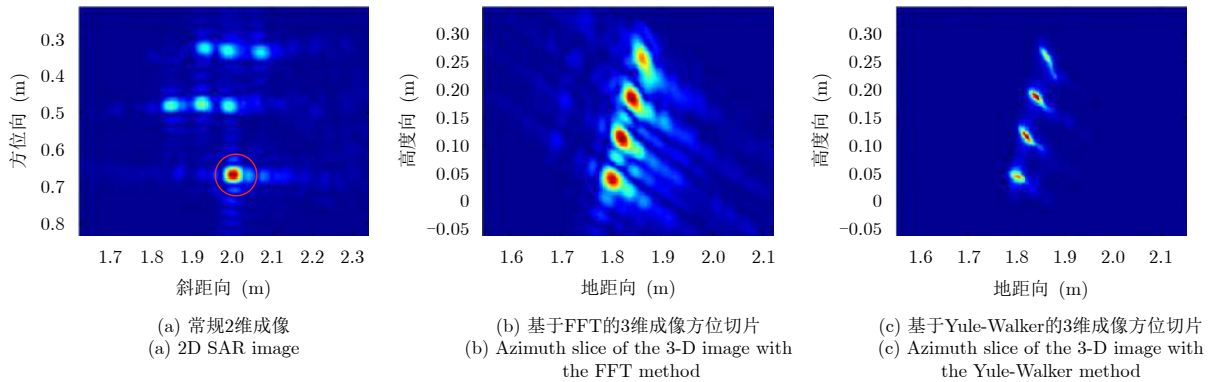 0.3
0.5
0.6
0.7
0.8
方位向 (m)
1.7 1.8 1.9 2.0 2.1 2.2 2.3
斜距向 (m)
(a) 常规2维成像
(a) 2D SAR image
0.30
0.25
0.20
0.15
0.10
0.05
0
−0.05
高度向 (m)
1.6 1.7 1.8 1.9 2.0 2.1
地距向 (m)
(b) 基于FFT的3维成像方位切片
(b) Azimuth slice of the 3-D image with
the FFT method
0.30
0.25
0.20
0.15
0.10
0.05
0
−0.05
高度向 (m)
1.6 1.7 1.8 1.9 2.0 2.1
地距向 (m)
(c) 基于Yule-Walker的3维成像方位切片
(c) Azimuth slice of the 3-D image with
the Yule-Walker method